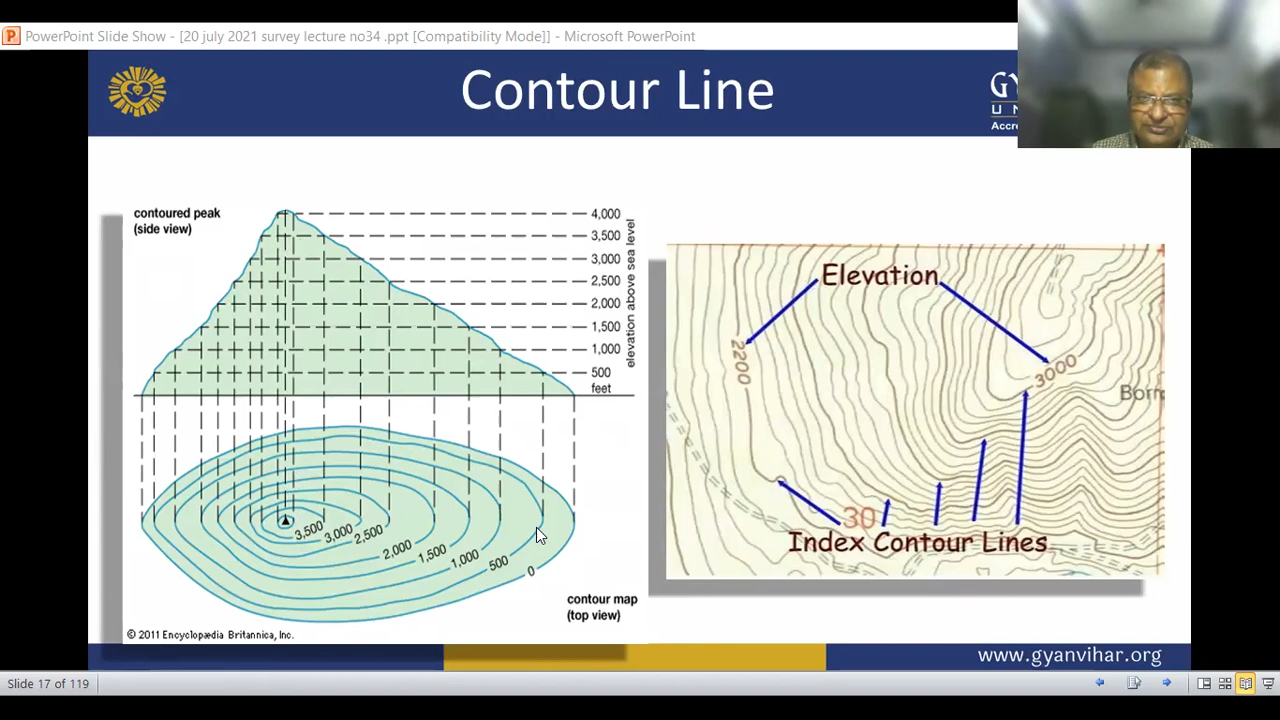 PowerPoint Slide Show - [20 july 2021 survey lecture no34 .ppt [Compatibility Mode]] - Microsoft PowerPoint
Contour Line
GY
U N
Accre
contoured peak
(side view)
4,000
3,500
3,000
2,500
2,000
1,500
1,000
500
feet
elevation above sea level
3,500
3,000
2,500
2,000
1,500
1,000
500
0
contour map
(top view)
© 2011 Encyclopædia Britannica, Inc.
Elevation
2200
3000
Born
30
Index Contour Lines
www.gyanvihar.org
Slide 17 of 119